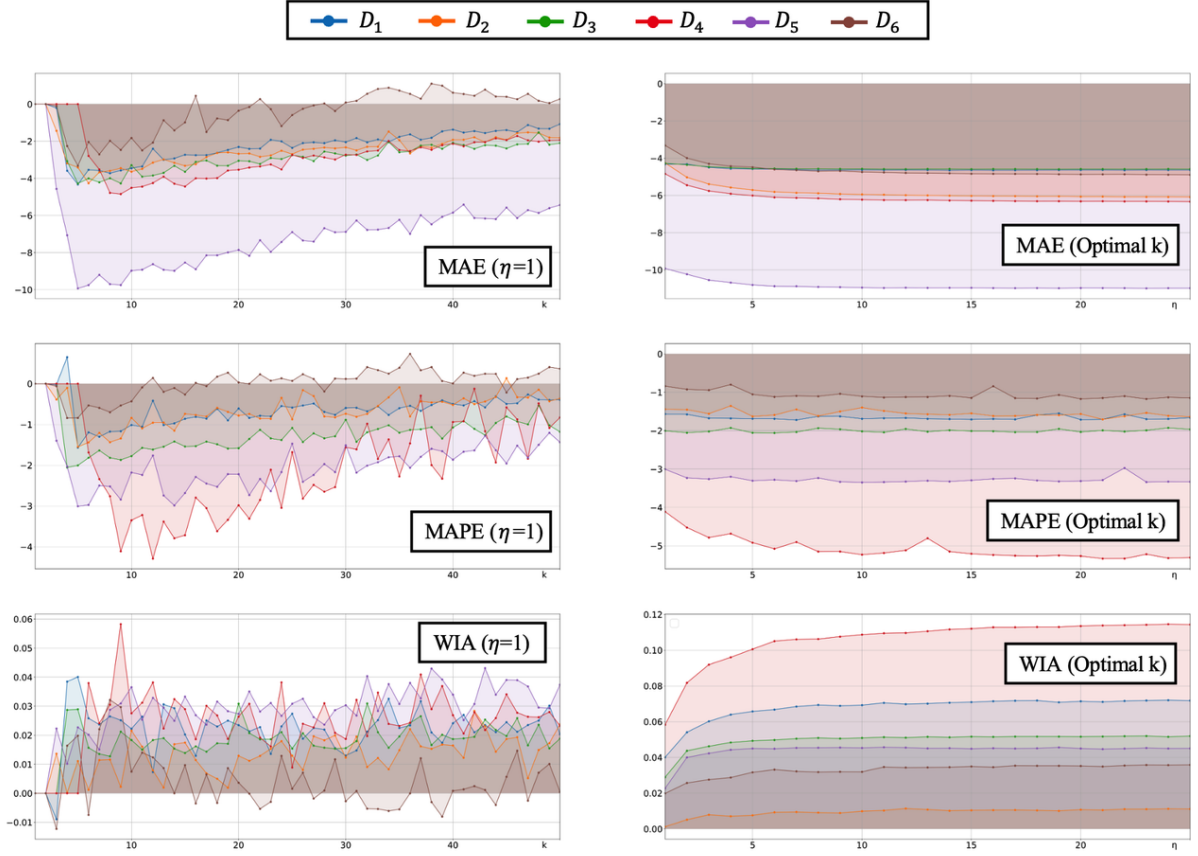 D₁ D₂ D₃ D₄ D₅ D₆
0
−2
−4
−6
−8
−10
10 20 30 40 k
MAE (η=1)
0
−2
−4
−6
−8
−10
5 10 15 20 η
MAE (Optimal k)
0
−1
−2
−3
−4
10 20 30 40 k
MAPE (η=1)
0
−1
−2
−3
−4
−5
5 10 15 20 η
MAPE (Optimal k)
0.06
0.05
0.04
0.03
0.02
0.01
0.00
−0.01
10 20 30 40 k
WIA (η=1)
0.12
0.10
0.08
0.06
0.04
0.02
0.00
5 10 15 20 η
WIA (Optimal k)